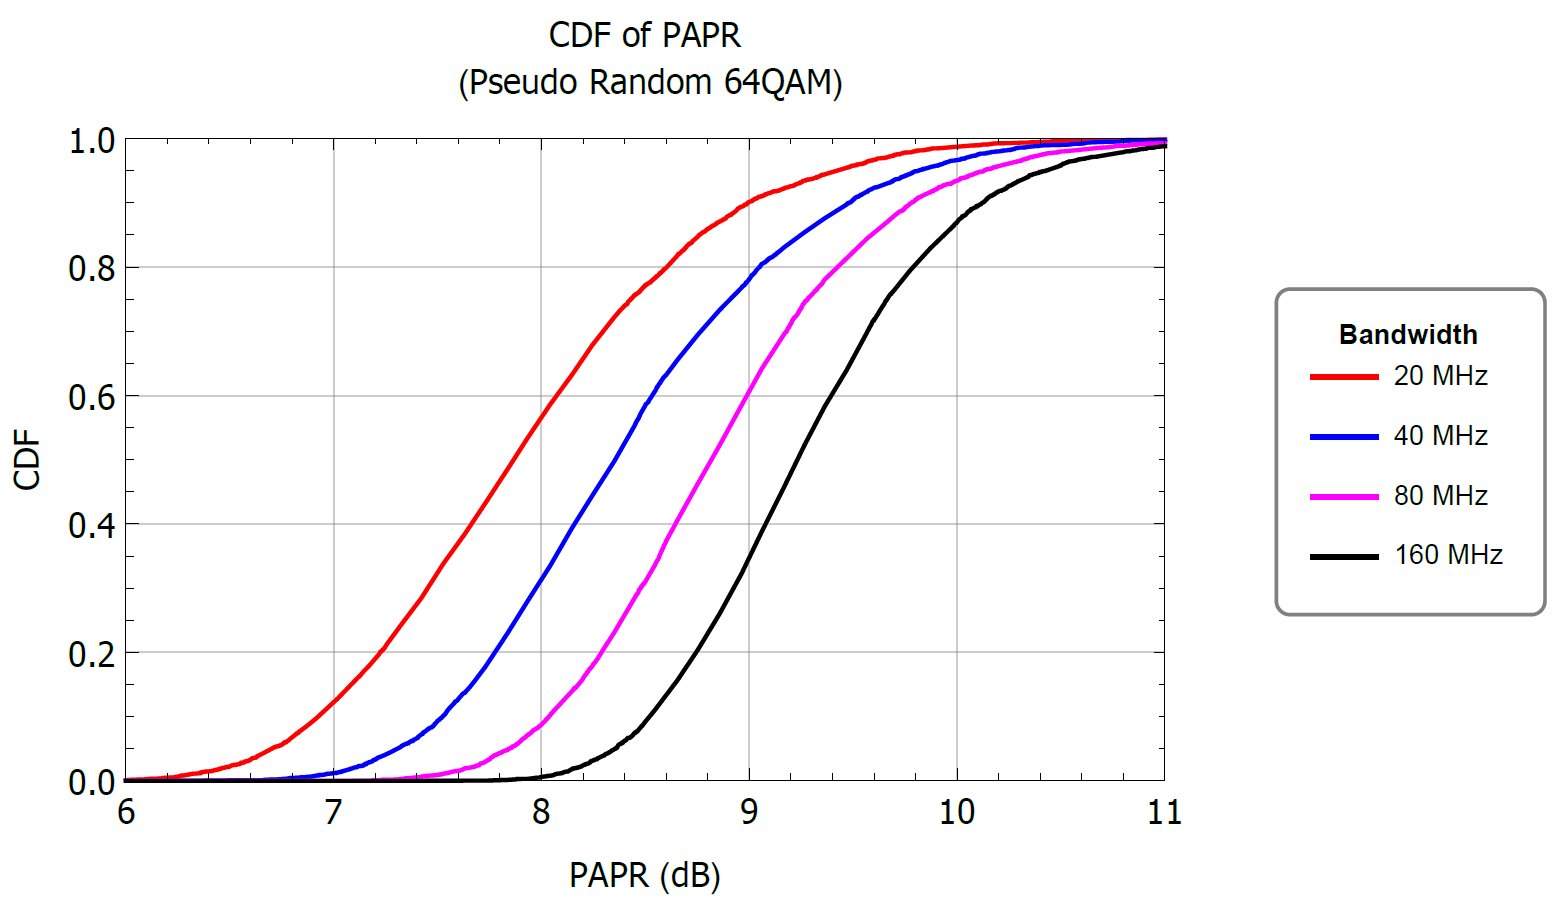 CDF of PAPR
(Pseudo Random 64QAM)
1.0
0.8
0.6
0.4
0.2
0.0
CDF
6 7 8 9 10 11
PAPR (dB)
Bandwidth
20 MHz
40 MHz
80 MHz
160 MHz